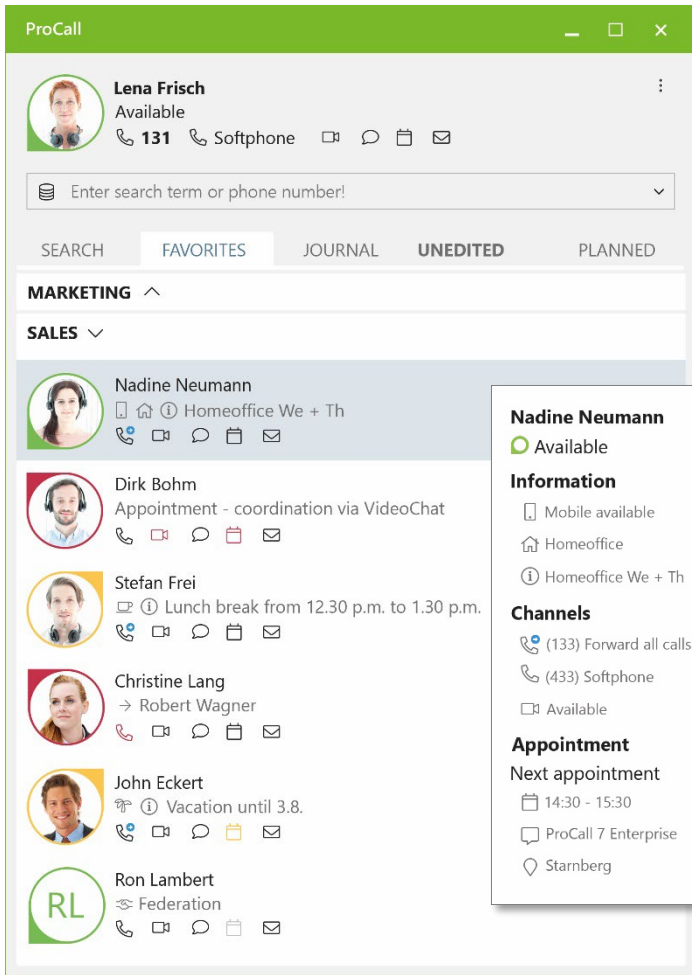 ProCall
Lena Frisch
Available
131 Softphone
Enter search term or phone number!
SEARCH FAVORITES JOURNAL UNEDITED PLANNED
MARKETING
SALES
Nadine Neumann
Homeoffice We + Th
Dirk Bohm
Appointment - coordination via VideoChat
Stefan Frei
Lunch break from 12.30 p.m. to 1.30 p.m.
Christine Lang
→ Robert Wagner
John Eckert
Vacation until 3.8.
RL
Ron Lambert
Federation
Nadine Neumann
Available
Information
Mobile available
Homeoffice
Homeoffice We + Th
Channels
(133) Forward all calls
(433) Softphone
Available
Appointment
Next appointment
14:30 - 15:30
ProCall 7 Enterprise
Starnberg